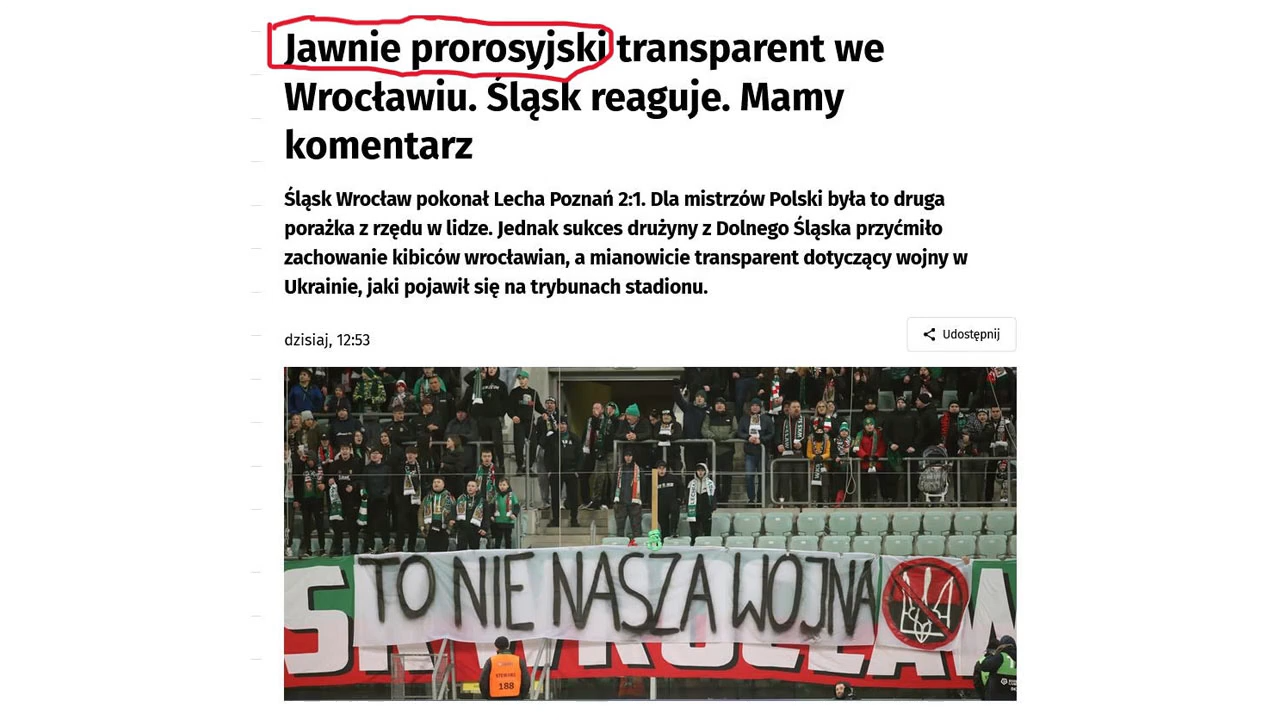 Jawnie prorosyjski transparent we
Wrocławiu. Śląsk reaguje. Mamy
komentarz
Śląsk Wrocław pokonał Lecha Poznań 2:1. Dla mistrzów Polski była to druga
porażka z rzędu w lidze. Jednak sukces drużyny z Dolnego Śląska przyćmiło
zachowanie kibiców wrocławian, a mianowicie transparent dotyczący wojny w
Ukrainie, jaki pojawił się na trybunach stadionu.
dzisiaj, 12:53
Udostępnij
TO NIE NASZA WOJNA
188